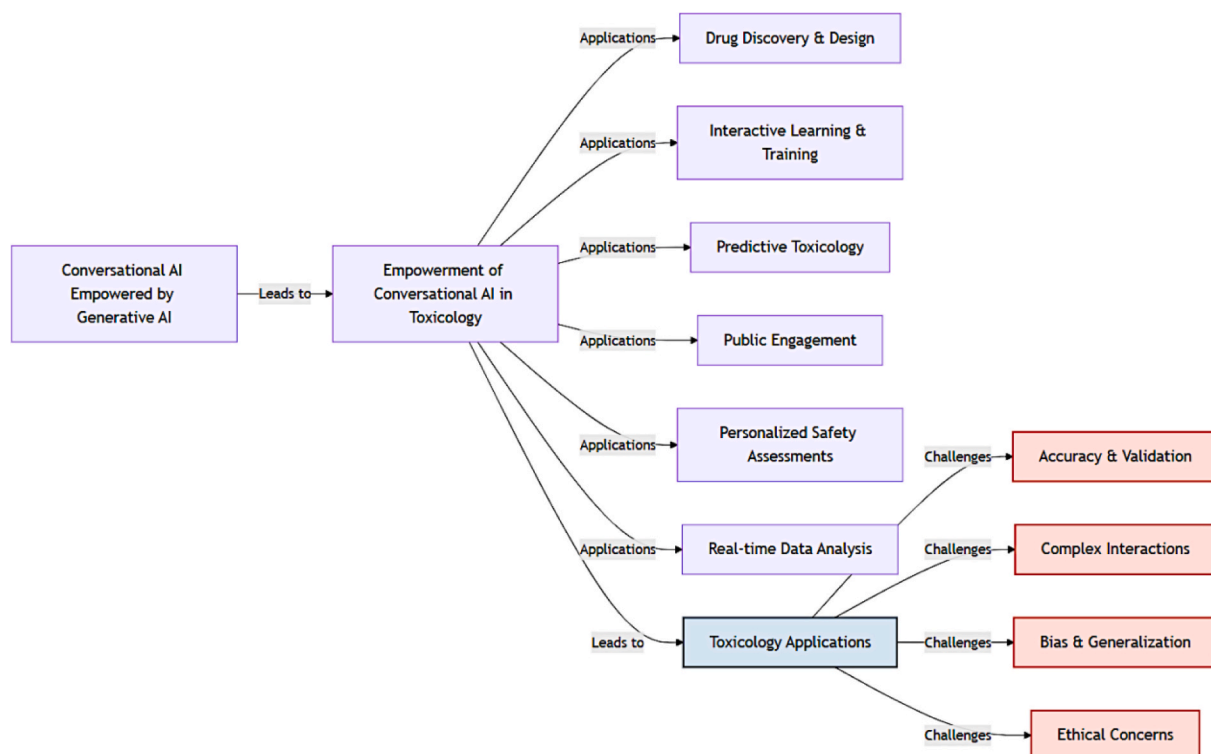 Conversational AI
Empowered by
Generative AI
Leads to
Empowerment of
Conversational AI in
Toxicology
Applications
Drug Discovery & Design
Applications
Interactive Learning &
Training
Applications
Predictive Toxicology
Applications
Public Engagement
Applications
Personalized Safety
Assessments
Applications
Real-time Data Analysis
Leads to
Toxicology Applications
Challenges
Accuracy & Validation
Challenges
Complex Interactions
Challenges
Bias & Generalization
Challenges
Ethical Concerns